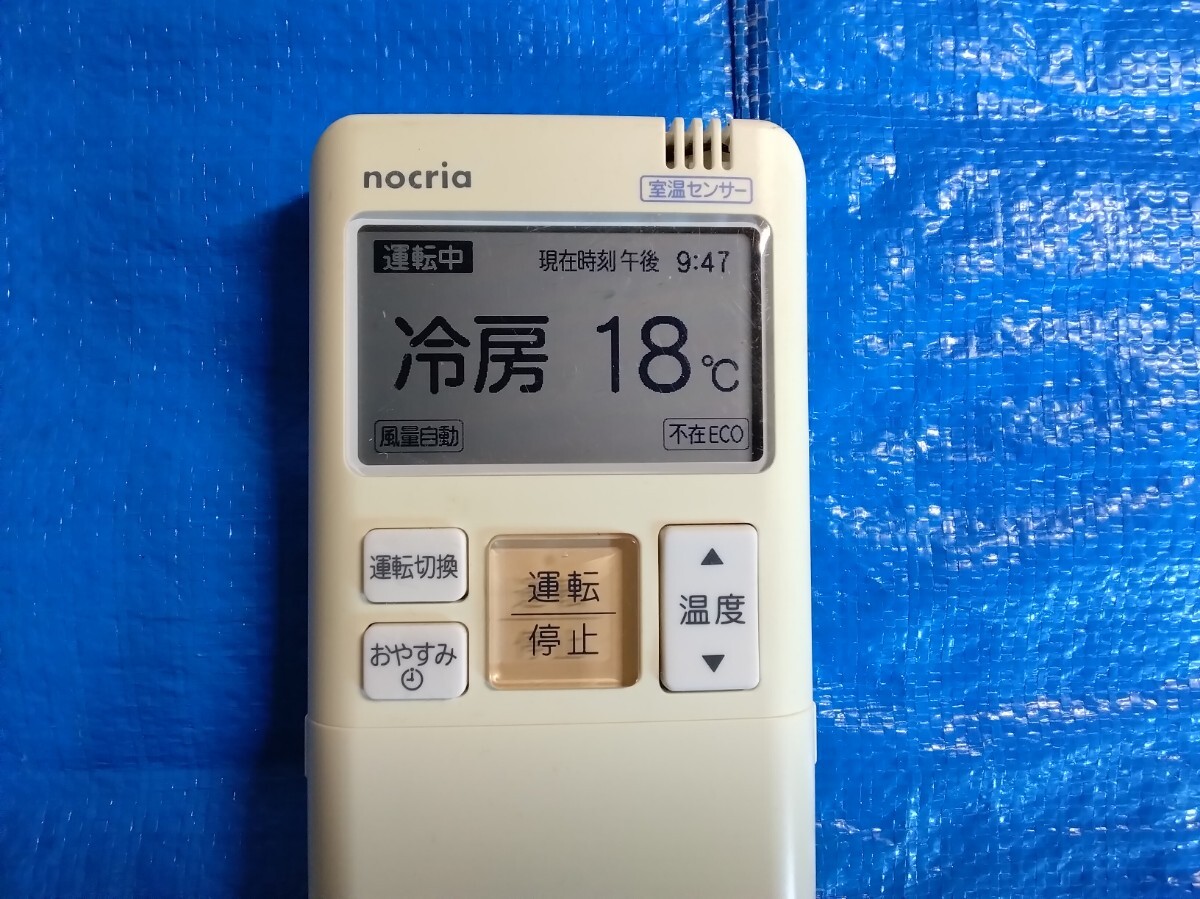 nocria
室温センサー
運転中 現在時刻 午後 9:47
冷房 18℃
風量自動 不在ECO
運転切換
おやすみ
運転
停止
▲
温度
▼